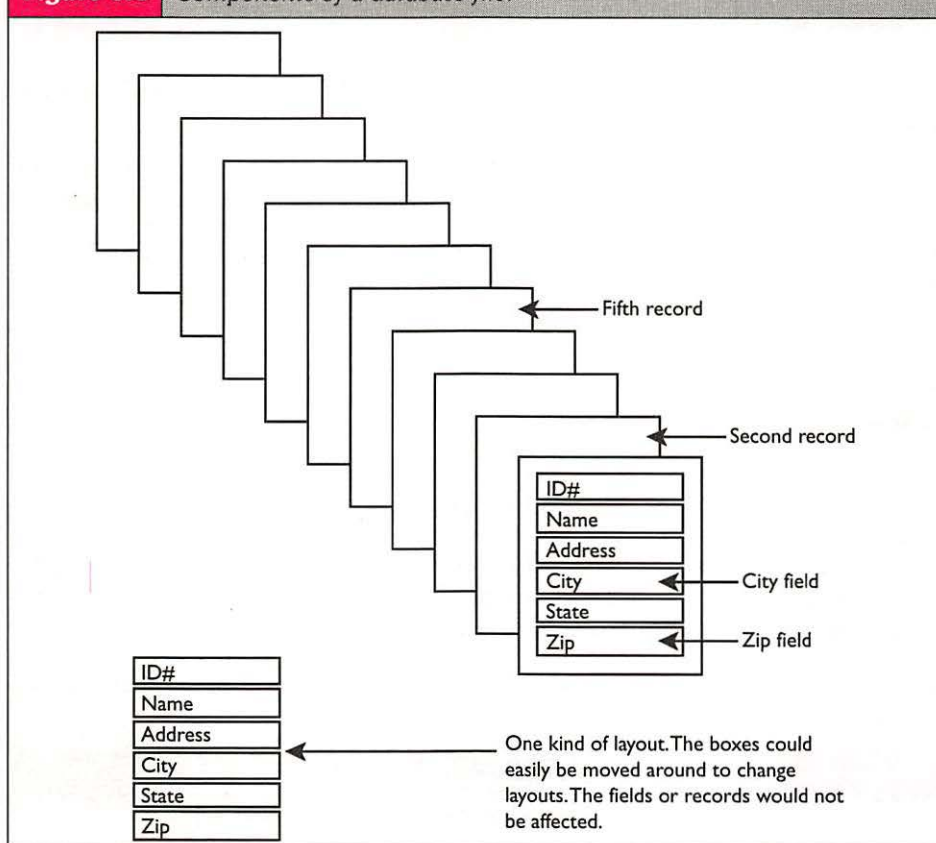 Components of a database file.
Fifth record
Second record
ID#
Name
Address
City
State
Zip
City field
Zip field
ID#
Name
Address
City
State
Zip
One kind of layout. The boxes could
easily be moved around to change
layouts. The fields or records would not
be affected.